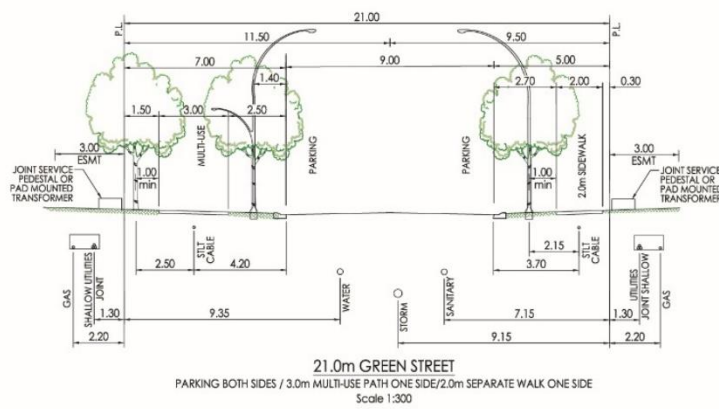 21.00
P.L.
P.L.
11.50
9.50
7.00
9.00
5.00
1.40
2.70
2.00
0.30
1.50
3.00
2.50
MULTI-USE
PARKING
PARKING
2.0m SIDEWALK
3.00
ESMT
3.00
ESMT
JOINT SERVICE
PEDESTAL OR
PAD MOUNTED
TRANSFORMER
1.00
min
1.00
min
JOINT SERVICE
PEDESTAL OR
PAD MOUNTED
TRANSFORMER
2.50
STLT
CABLE
4.20
2.15
STLT
CABLE
3.70
GAS
SHALLOW UTILITIES
JOINT
WATER
STORM
SANITARY
UTILITIES
JOINT SHALLOW
GAS
1.30
9.35
7.15
1.30
2.20
9.15
2.20
21.0m GREEN STREET
PARKING BOTH SIDES / 3.0m MULTI-USE PATH ONE SIDE/2.0m SEPARATE WALK ONE SIDE
Scale 1:300